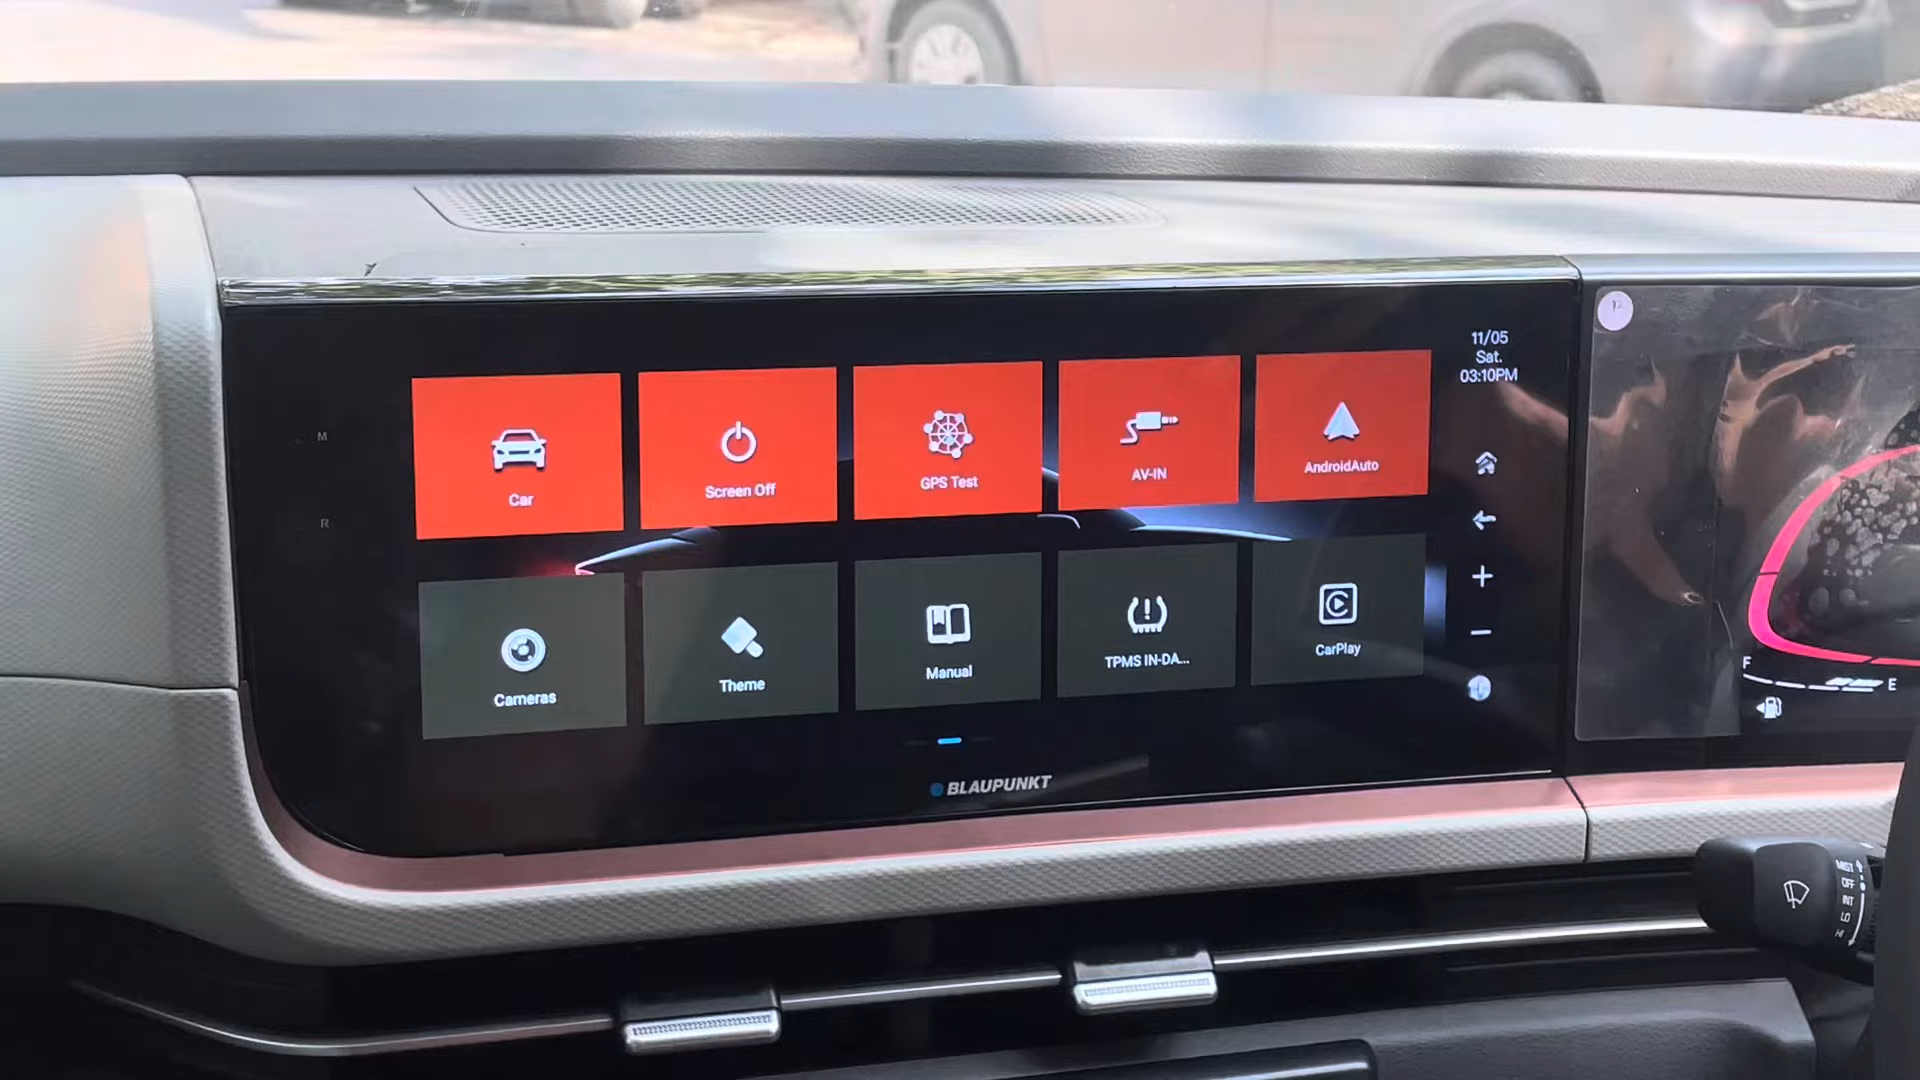 11/05
Sat.
03:10PM
M
R
Car
Screen Off
GPS Test
AV-IN
AndroidAuto
Cameras
Theme
Manual
TPMS IN-DA...
CarPlay
BLAUPUNKT
F
E
MIST
OFF
INT
LO
HI